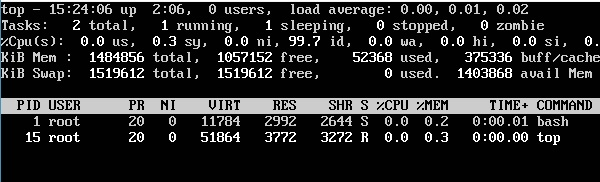 top - 15:24:06 up  2:06,  0 users,  load average: 0.00, 0.01, 0.02
Tasks:   2 total,   1 running,   1 sleeping,   0 stopped,   0 zombie
%Cpu(s):  0.0 us,  0.3 sy,  0.0 ni, 99.7 id,  0.0 wa,  0.0 hi,  0.0 si,
KiB Mem :  1484856 total,  1057152 free,    52368 used,   375336 buff/cache
KiB Swap:  1519612 total,  1519612 free,        0 used.  1403868 avail Mem
PID USER      PR  NI    VIRT    RES    SHR S %CPU %MEM     TIME+ COMMAND
1 root      20   0   11784   2992   2644 S  0.0  0.2   0:00.01 bash
15 root      20   0   51864   3772   3272 R  0.0  0.3   0:00.00 top